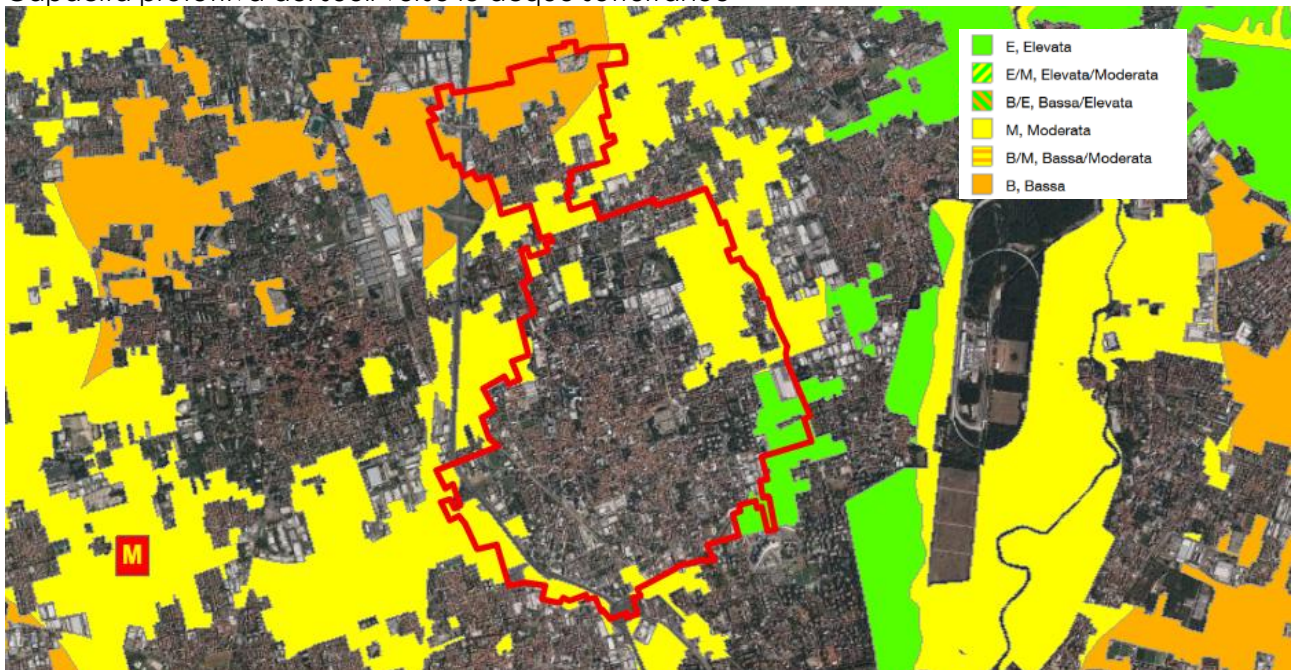 E, Elevata
E/M, Elevata/Moderata
B/E, Bassa/Elevata
M, Moderata
B/M, Bassa/Moderata
B, Bassa
M